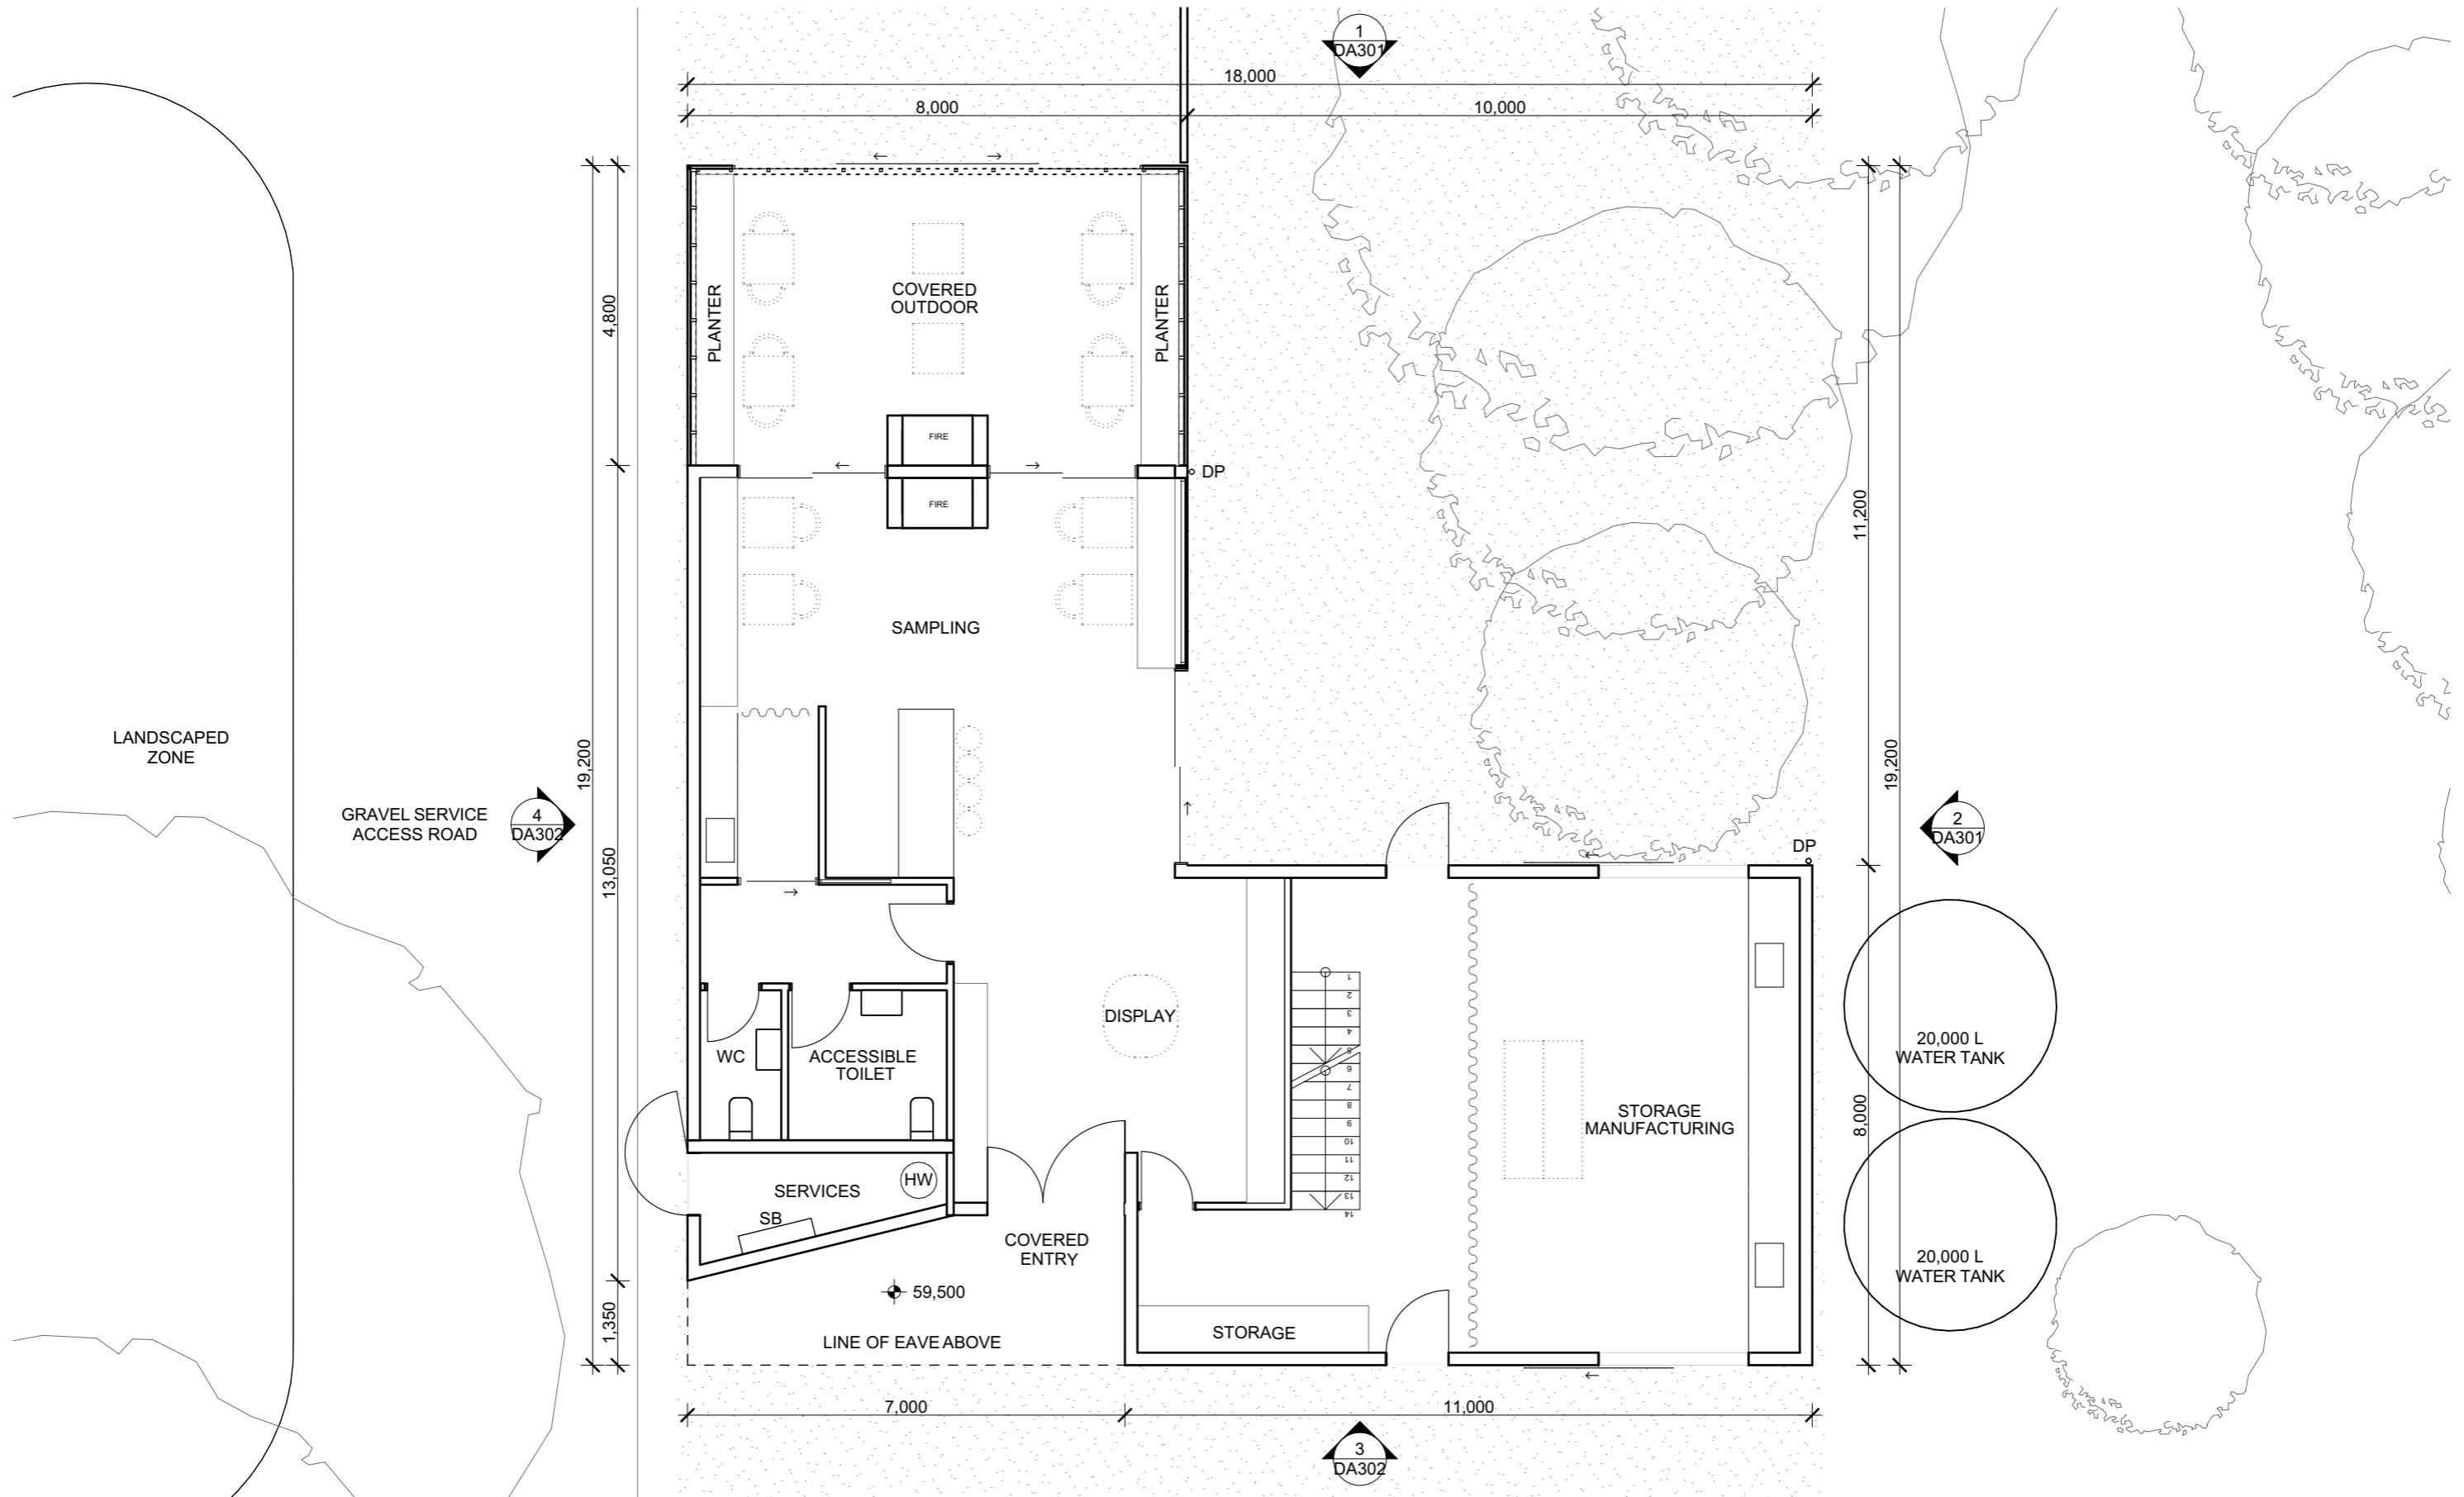 1
DA301
18,000
8,000
10,000
COVERED
OUTDOOR
PLANTER
PLANTER
4,800
FIRE
FIRE
DP
11,200
SAMPLING
LANDSCAPED
ZONE
19,200
19,200
GRAVEL SERVICE
ACCESS ROAD
4
DA302
2
DA301
13,050
DP
DISPLAY
WC
ACCESSIBLE
TOILET
1
2
3
4
5
6
7
8
9
10
11
12
13
14
20,000 L
WATER TANK
STORAGE
MANUFACTURING
8,000
SERVICES
HW
SB
COVERED
ENTRY
20,000 L
WATER TANK
59,500
1,350
LINE OF EAVE ABOVE
STORAGE
7,000
11,000
3
DA302